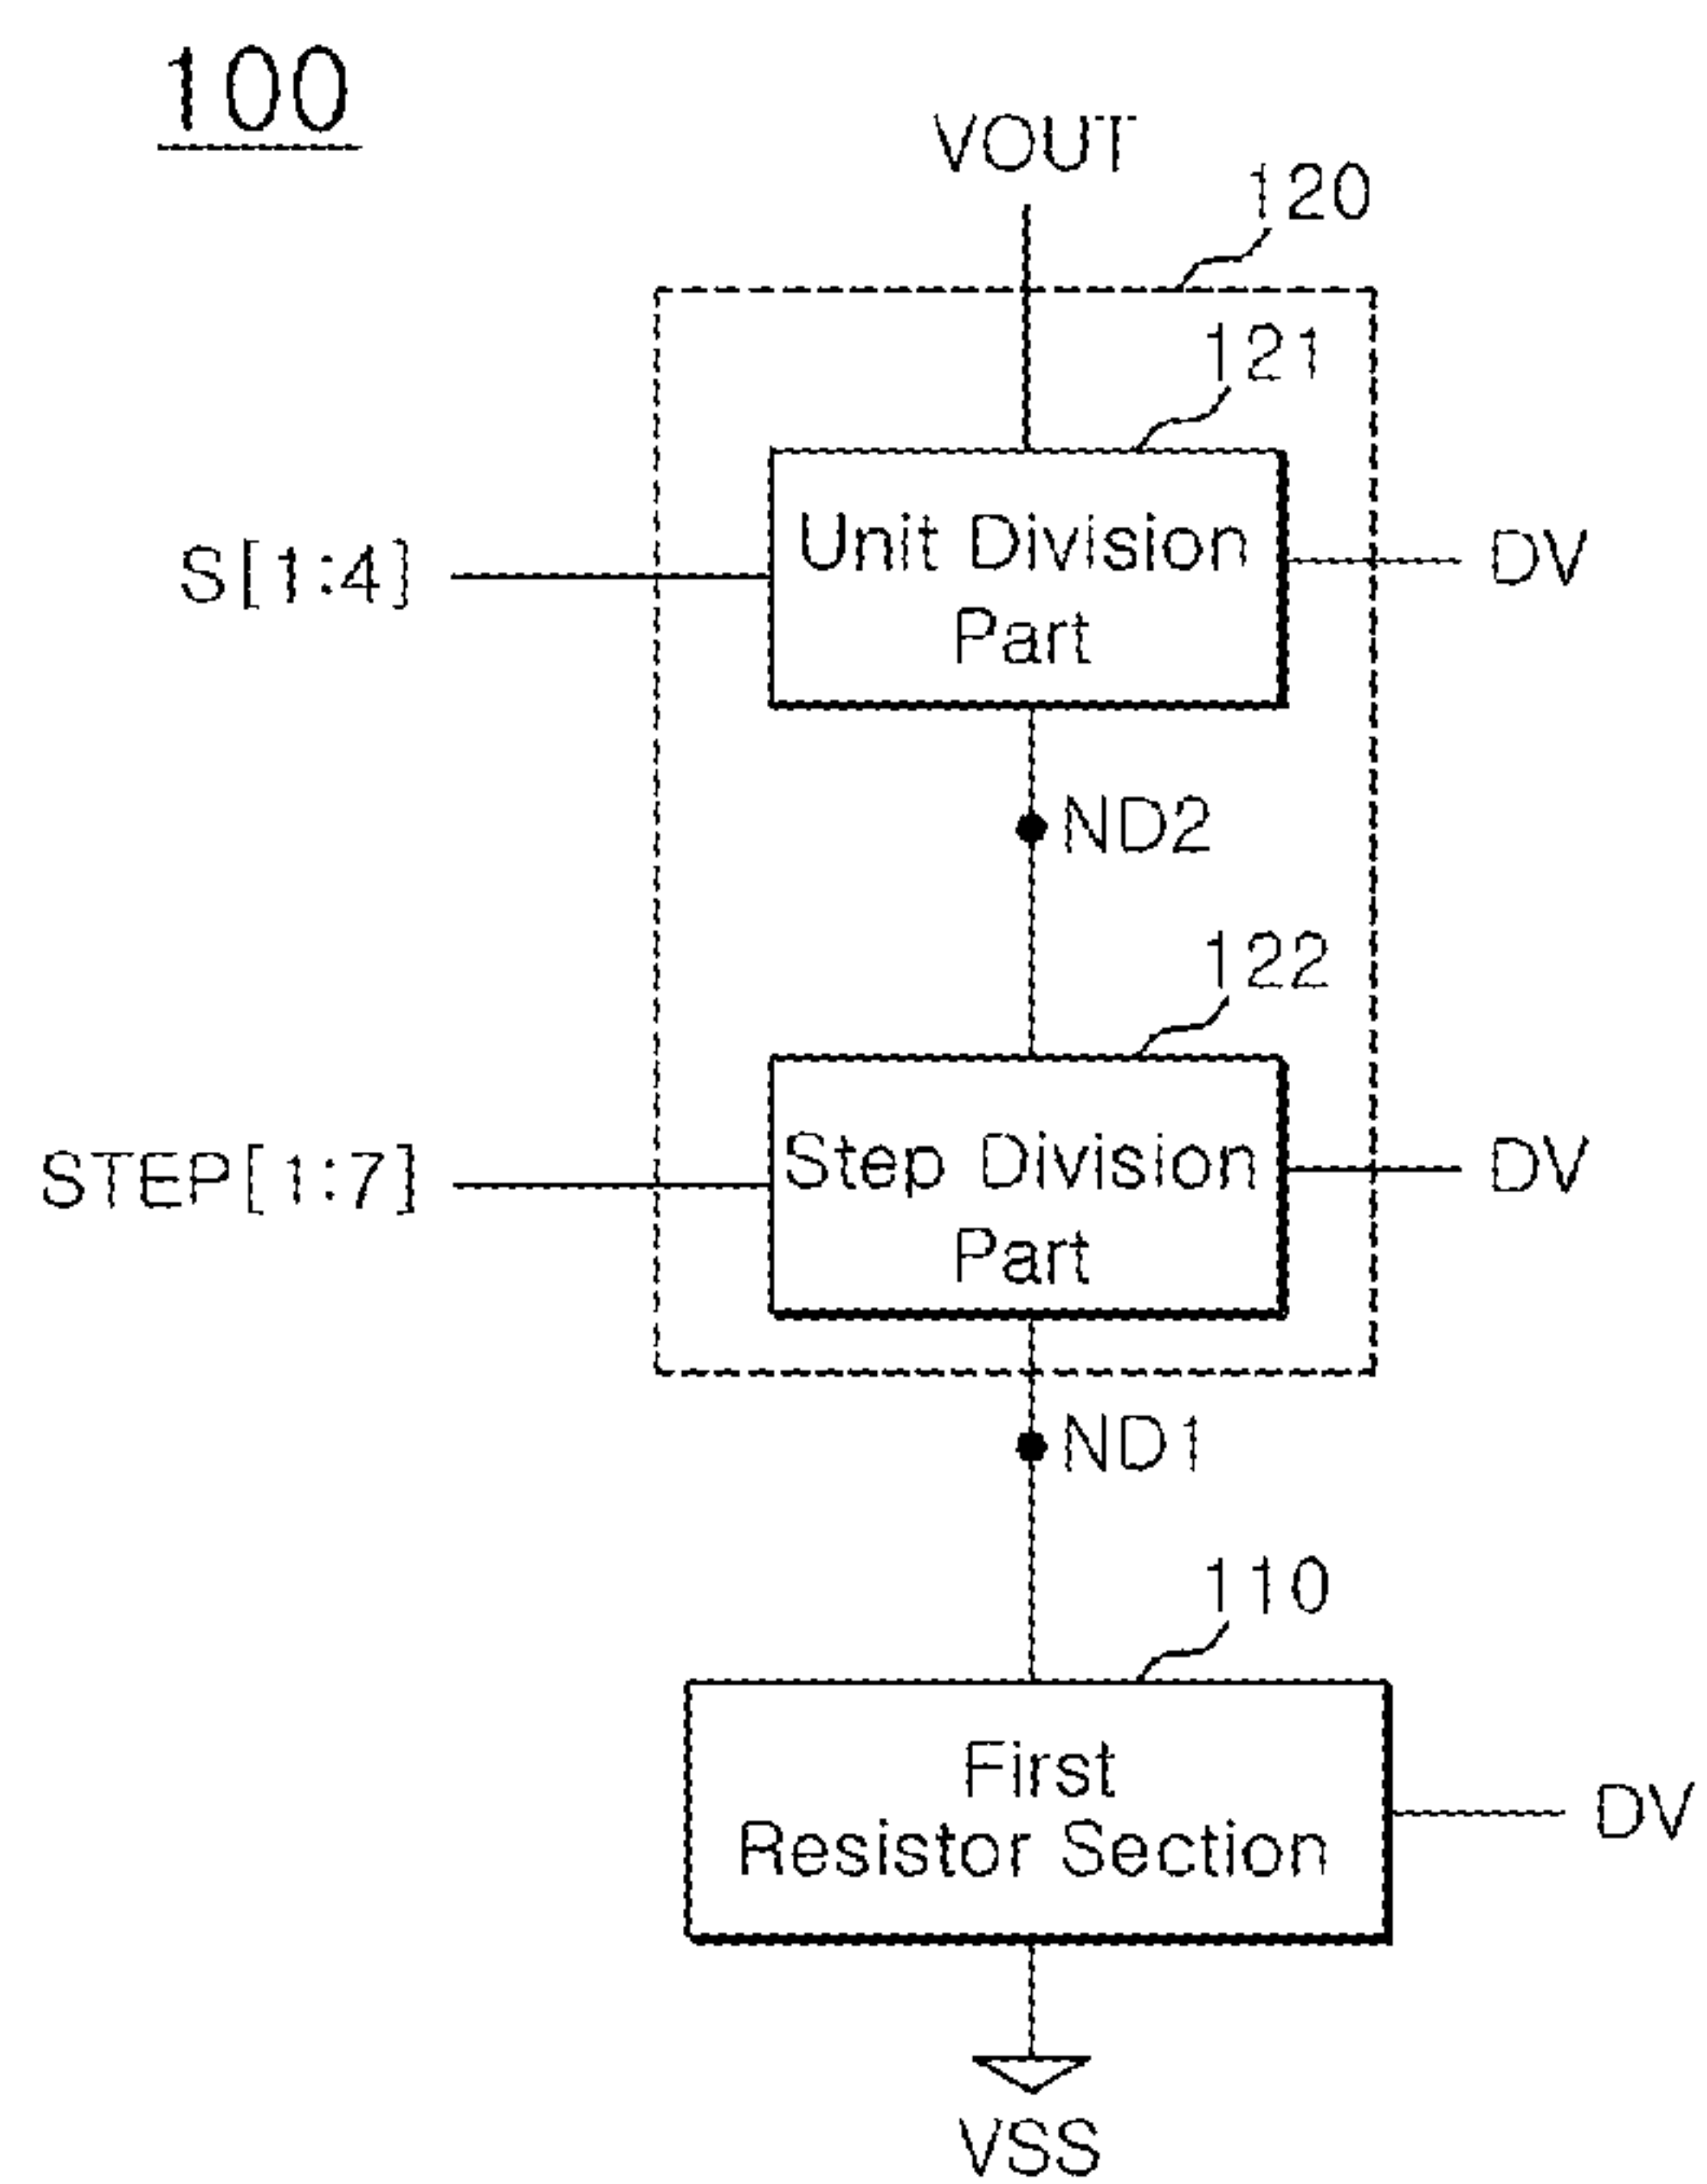 100
VOUT
120
121
S[1:4]
Unit Division
Part
DV
ND2
122
STEP[1:7]
Step Division
Part
DV
ND1
110
First
Resistor Section
DV
VSS